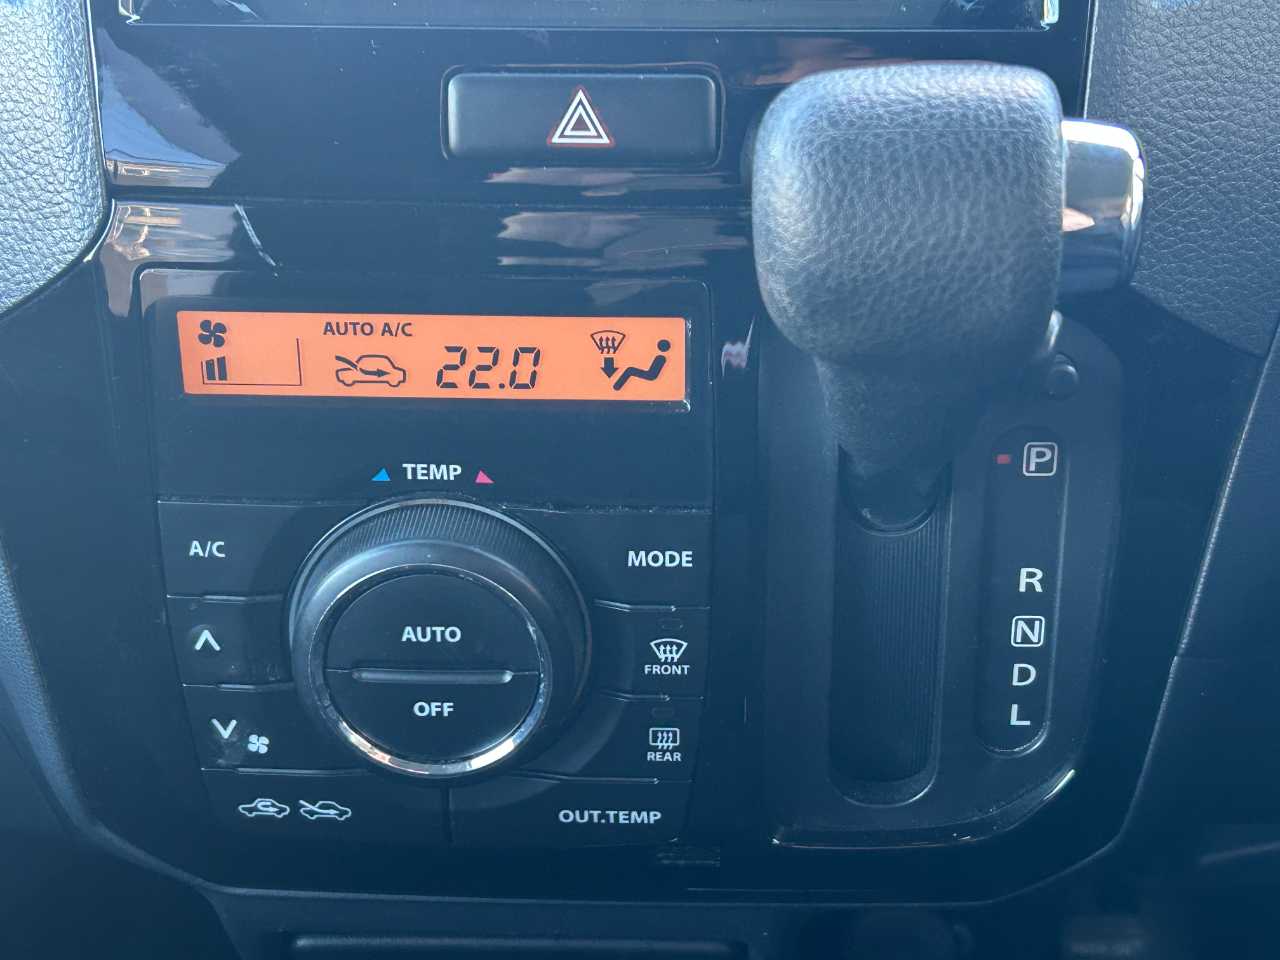 AUTO A/C
22.0
TEMP
A/C
MODE
AUTO
FRONT
OFF
REAR
OUT.TEMP
P
R
N
D
L